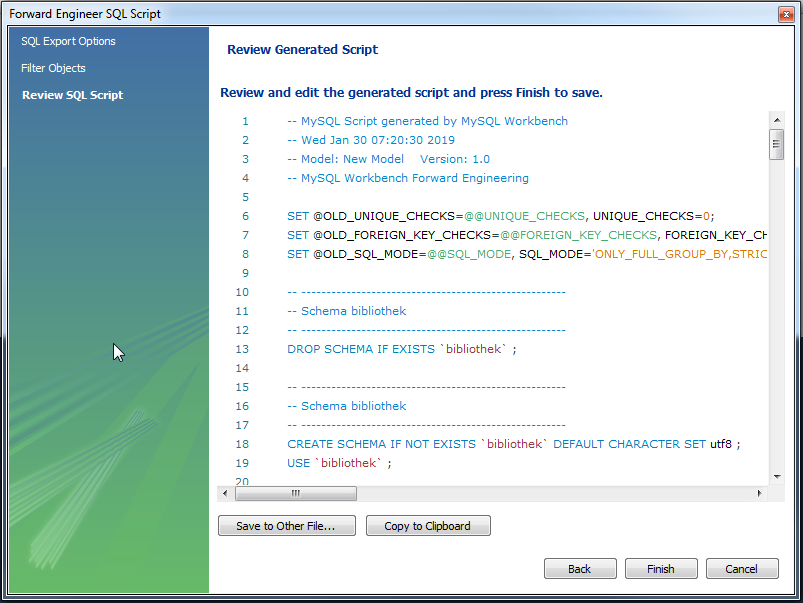 Forward Engineer SQL Script
SQL Export Options
Filter Objects
Review SQL Script
Review Generated Script
Review and edit the generated script and press Finish to save.
1 -- MySQL Script generated by MySQL Workbench
2 -- Wed Jan 30 07:20:30 2019
3 -- Model: New Model    Version: 1.0
4 -- MySQL Workbench Forward Engineering
5
6 SET @OLD_UNIQUE_CHECKS=@@UNIQUE_CHECKS, UNIQUE_CHECKS=0;
7 SET @OLD_FOREIGN_KEY_CHECKS=@@FOREIGN_KEY_CHECKS, FOREIGN_KEY_CH
8 SET @OLD_SQL_MODE=@@SQL_MODE, SQL_MODE='ONLY_FULL_GROUP_BY,STRIC
9
10 -- -----------------------------------------------------
11 -- Schema bibliothek
12 -- -----------------------------------------------------
13 DROP SCHEMA IF EXISTS `bibliothek` ;
14
15 -- -----------------------------------------------------
16 -- Schema bibliothek
17 -- -----------------------------------------------------
18 CREATE SCHEMA IF NOT EXISTS `bibliothek` DEFAULT CHARACTER SET utf8 ;
19 USE `bibliothek` ;
20
Save to Other File... Copy to Clipboard
Back Finish Cancel